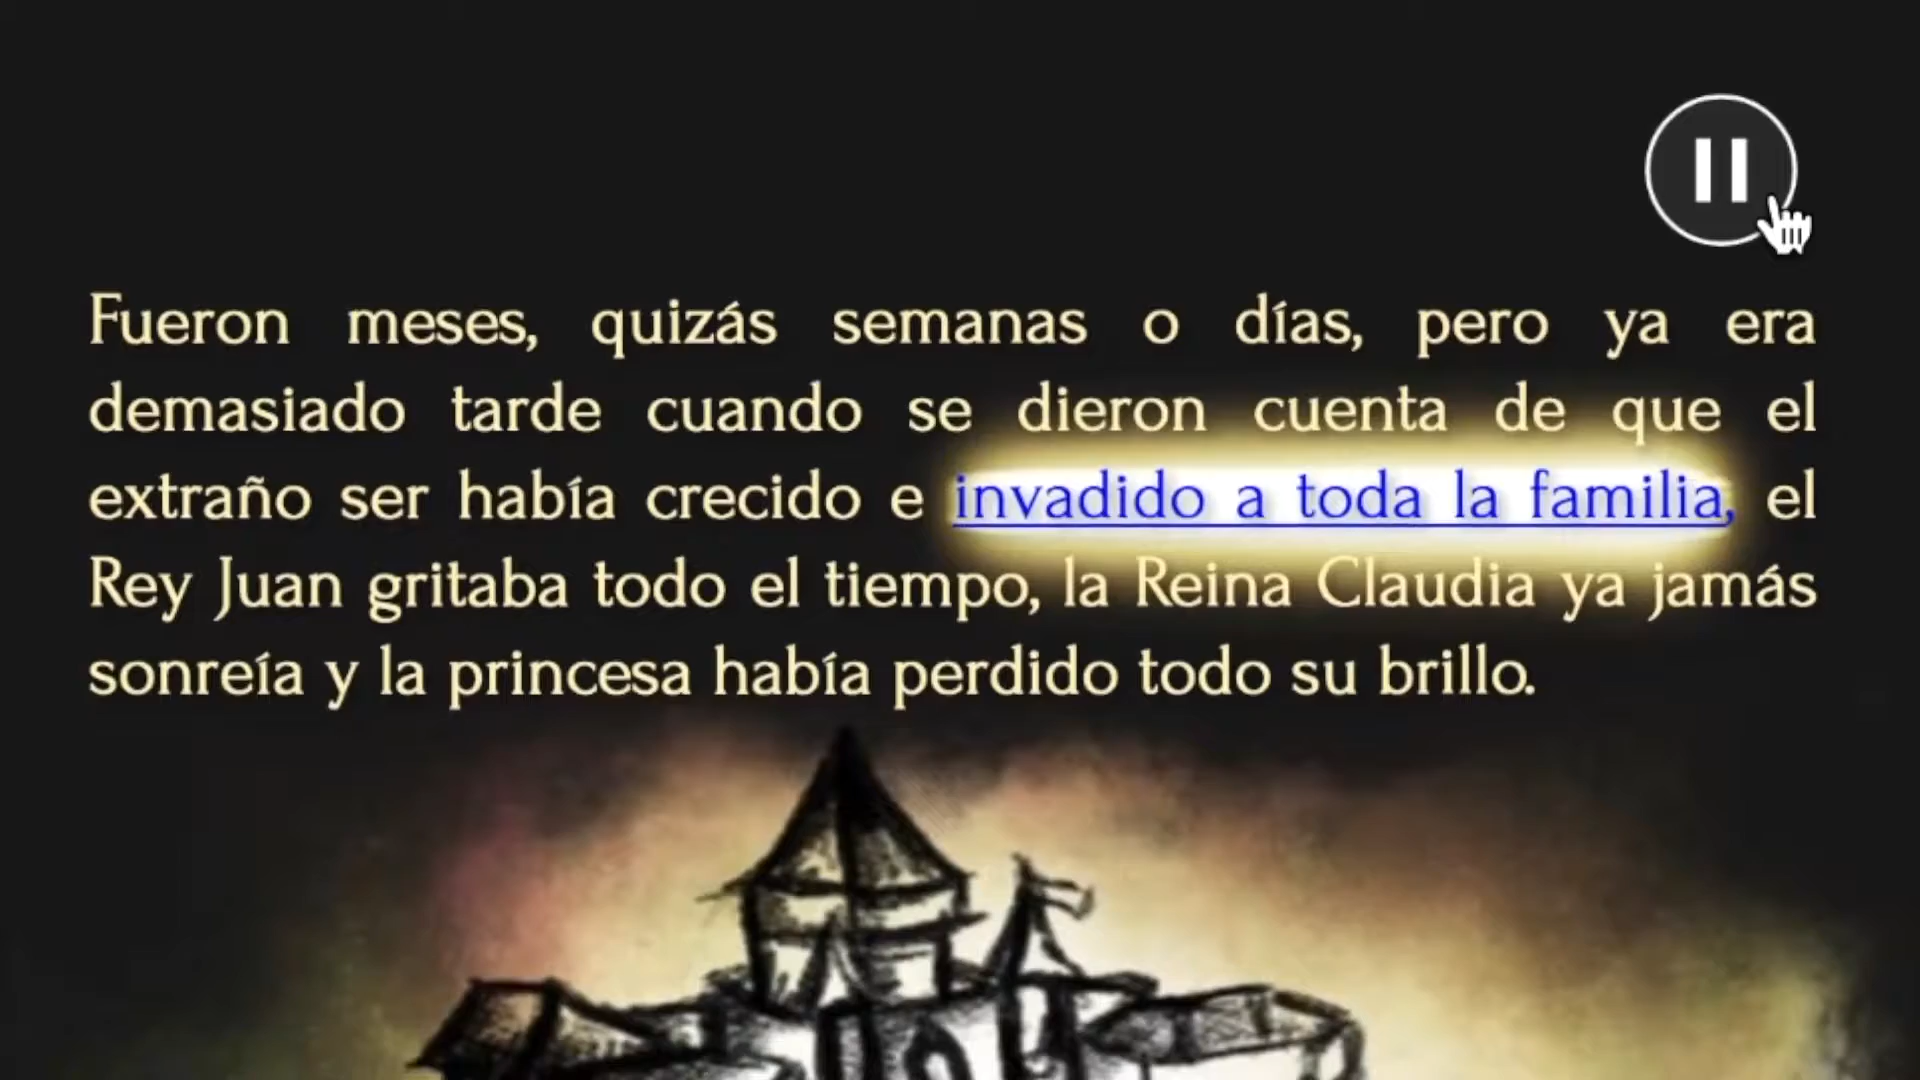 Fueron meses, quizás semanas o días, pero ya era
demasiado tarde cuando se dieron cuenta de que el
extraño ser había crecido e invadido a toda la familia, el
Rey Juan gritaba todo el tiempo, la Reina Claudia ya jamás
sonreía y la princesa había perdido todo su brillo.